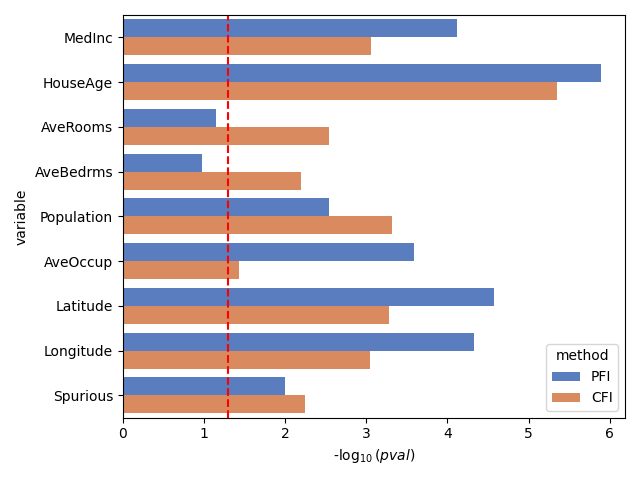 MedInc
HouseAge
AveRooms
AveBedrms
Population
AveOccup
Latitude
Longitude
Spurious
variable
0 1 2 3 4 5 6
-log₁₀(pval)
method
PFI
CFI